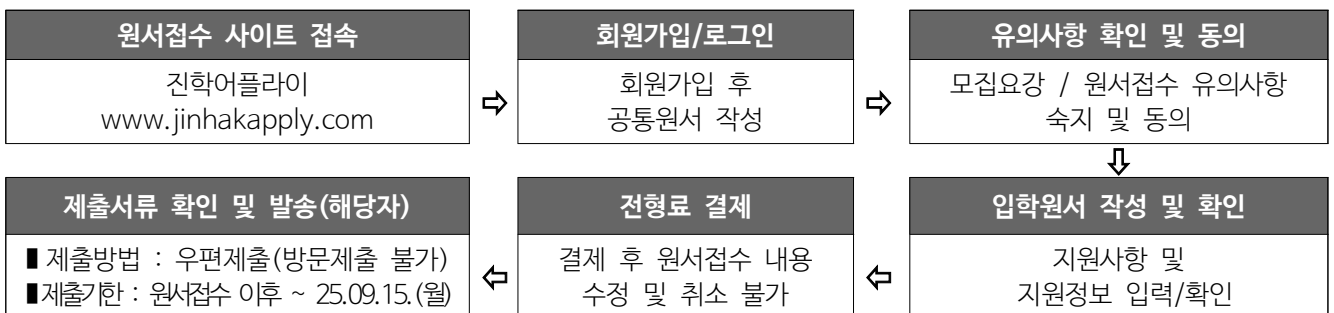 원서접수 사이트 접속
진학어플라이
www.jinhakapply.com
⇨
회원가입/로그인
회원가입 후
공통원서 작성
⇨
유의사항 확인 및 동의
모집요강 / 원서접수 유의사항
숙지 및 동의
⇩
입학원서 작성 및 확인
지원사항 및
지원정보 입력/확인
⇦
전형료 결제
결제 후 원서접수 내용
수정 및 취소 불가
⇦
제출서류 확인 및 발송(해당자)
▮제출방법 : 우편제출(방문제출 불가)
▮제출기한 : 원서접수 이후 ~ 25.09.15.(월)